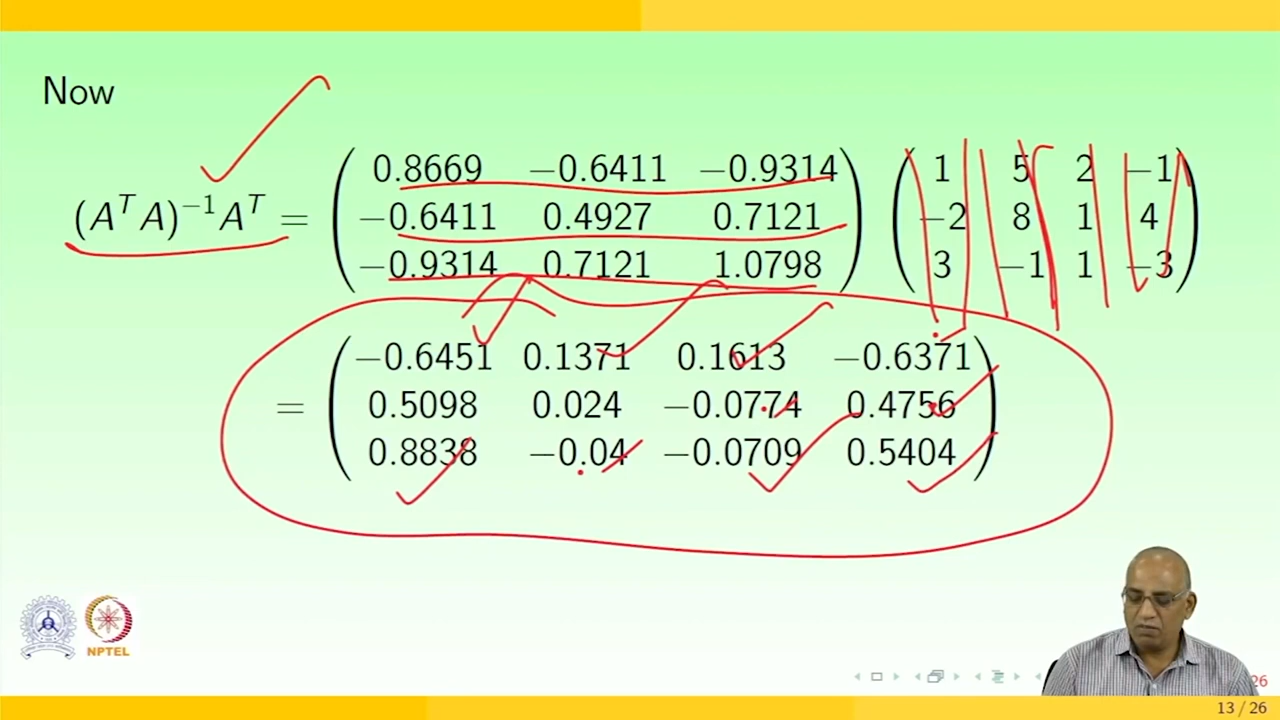 Now
(AᵀA)⁻¹Aᵀ = ( 0.8669 −0.6411 −0.9314 ) ( 1 5 2 −1 )
( −0.6411 0.4927 0.7121 ) ( −2 8 1 4 )
( −0.9314 0.7121 1.0798 ) ( 3 −1 1 −3 )
= ( −0.6451 0.1371 0.1613 −0.6371 )
( 0.5098 0.024 −0.0774 0.4756 )
( 0.8838 −0.04 −0.0709 0.5404 )
NPTEL
26
13 / 26